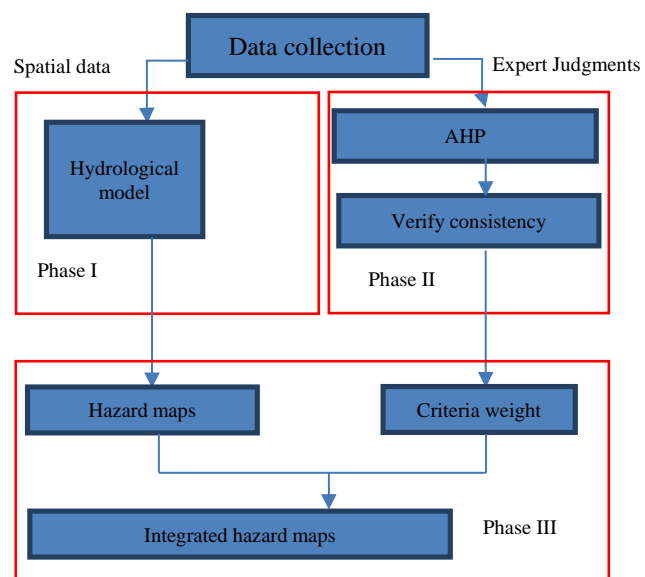 Data collection
Spatial data
Expert Judgments
Hydrological
model
AHP
Verify consistency
Phase I
Phase II
Hazard maps
Criteria weight
Integrated hazard maps
Phase III